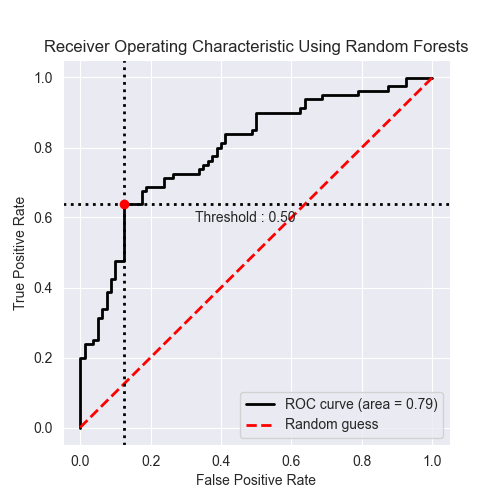 Receiver Operating Characteristic Using Random Forests
1.0
0.8
0.6
0.4
0.2
0.0
True Positive Rate
Threshold : 0.50
ROC curve (area = 0.79)
Random guess
0.0 0.2 0.4 0.6 0.8 1.0
False Positive Rate